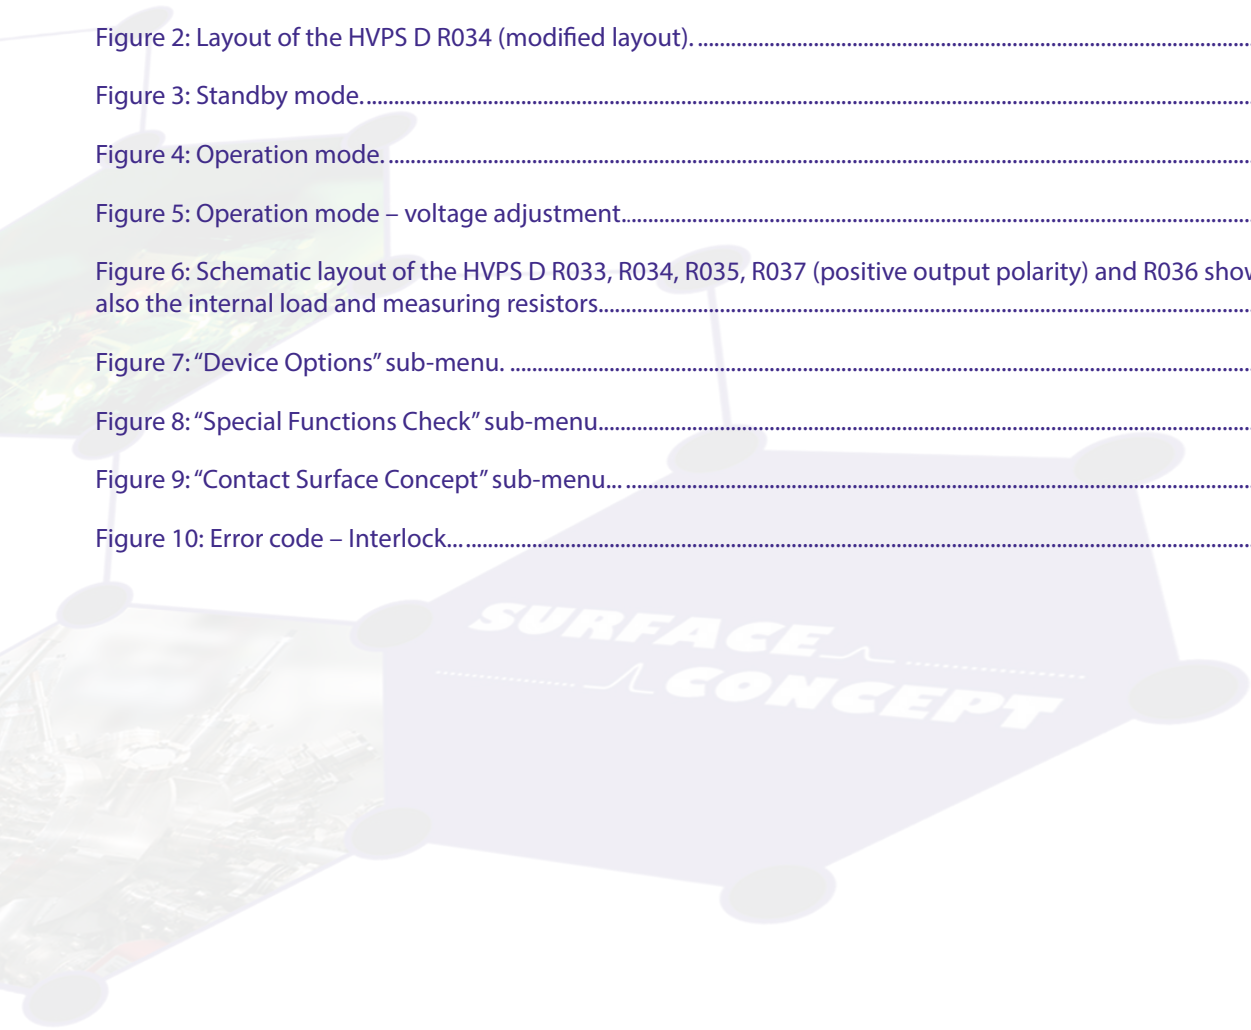 Figure 2: Layout of the HVPS D R034 (modified layout). ........................................
Figure 3: Standby mode. ........................................
Figure 4: Operation mode. ........................................
Figure 5: Operation mode – voltage adjustment........................................
Figure 6: Schematic layout of the HVPS D R033, R034, R035, R037 (positive output polarity) and R036
also the internal load and measuring resistors........................................
Figure 7: “Device Options” sub-menu. ........................................
Figure 8: “Special Functions Check” sub-menu........................................
Figure 9: “Contact Surface Concept” sub-menu... ........................................
Figure 10: Error code – Interlock... ........................................
SURFACE
CONCEPT